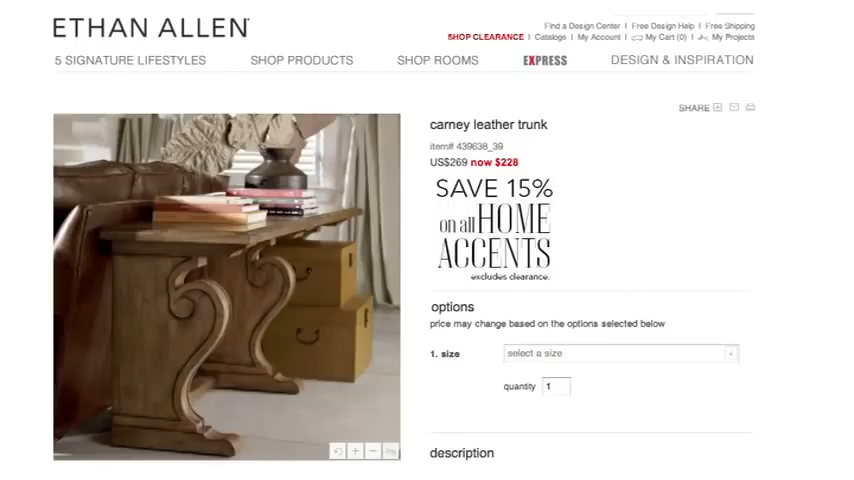 ETHAN ALLEN
Find a Design Center | Free Design Help | Free Shipping
SHOP CLEARANCE | Catalogs | My Account | My Cart (0) | My Projects
5 SIGNATURE LIFESTYLES SHOP PRODUCTS SHOP ROOMS EXPRESS DESIGN & INSPIRATION
SHARE
carney leather trunk
item# 439638_39
US$269 now $228
SAVE 15%
on all HOME
ACCENTS
excludes clearance.
options
price may change based on the options selected below
1. size select a size
quantity 1
description